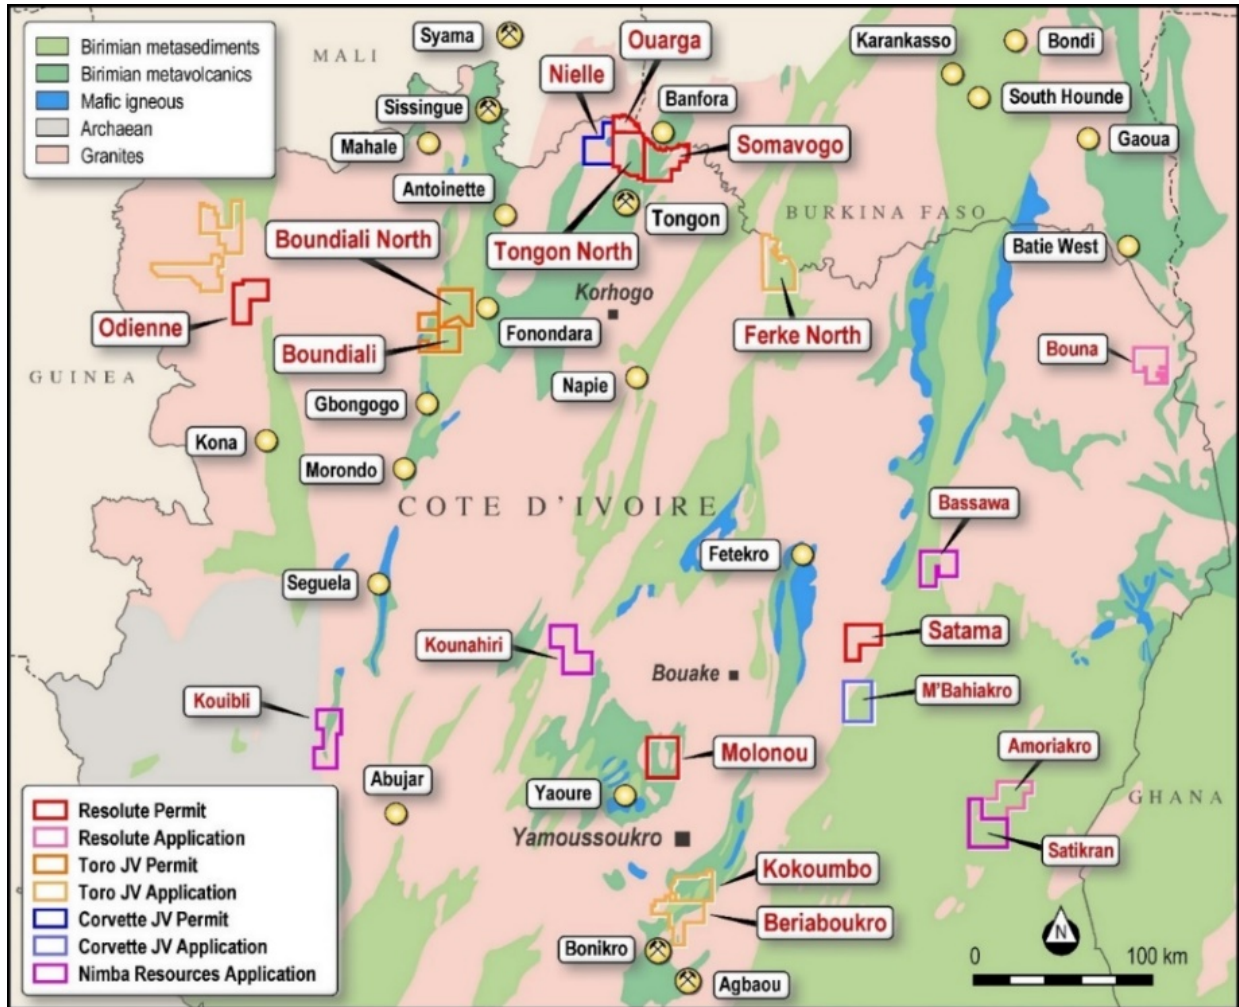 Birimian metasediments
Birimian metavolcanics
Mafic igneous
Archaean
Granites
MALI
Syama
Ouarga
Karankasso
Bondi
Nielle
Sissingue
Banfora
South Hounde
Mahale
Somavogo
Gaoua
Antoinette
Tongon
BURKINA FASO
Boundiali North
Tongon North
Batie West
Korhogo
Odienne
Fonondara
Ferke North
Boundiali
Bouna
GUINEA
Napie
Gbongogo
Kona
Morondo
COTE D'IVOIRE
Bassawa
Fetekro
Seguela
Kounahiri
Satama
Bouake
M'Bahiakro
Kouibli
Molonou
Amoriakro
Abujar
Yaoure
GHANA
Yamoussoukro
Satikran
Kokoumbo
Beriaboukro
Bonikro
Agbaou
Resolute Permit
Resolute Application
Toro JV Permit
Toro JV Application
Corvette JV Permit
Corvette JV Application
Nimba Resources Application
N
0 100 km